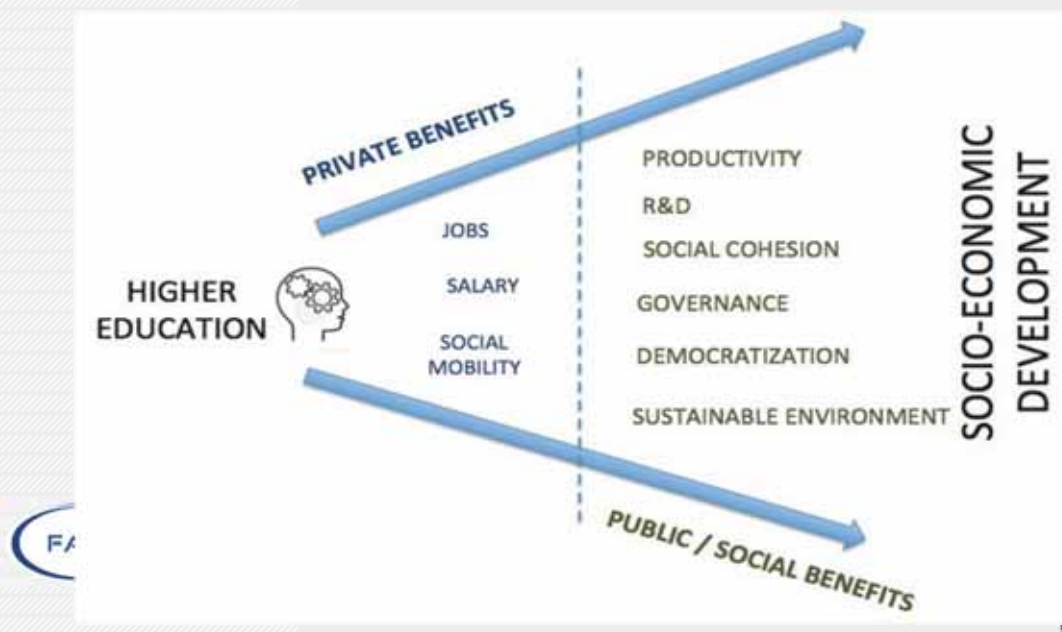 PRIVATE BENEFITS
HIGHER
EDUCATION
JOBS
SALARY
SOCIAL
MOBILITY
PRODUCTIVITY
R&D
SOCIAL COHESION
GOVERNANCE
DEMOCRATIZATION
SUSTAINABLE ENVIRONMENT
PUBLIC / SOCIAL BENEFITS
SOCIO-ECONOMIC
DEVELOPMENT